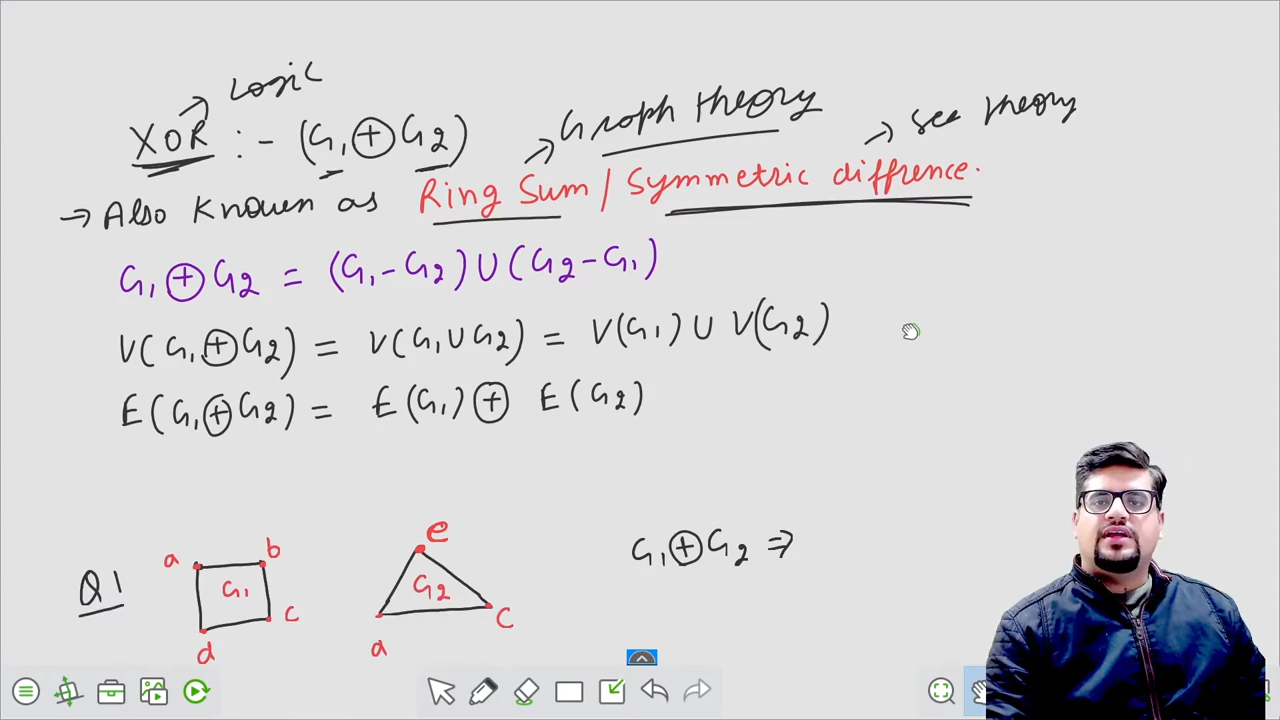 Logic
XOR :- (G₁⊕G₂)
Graph theory
See theory
→ Also Known as Ring Sum / Symmetric diffrence.
G₁⊕G₂ = (G₁-G₂)∪(G₂-G₁)
V(G₁⊕G₂) = V(G₁∪G₂) = V(G₁)∪V(G₂)
E(G₁⊕G₂) = E(G₁)⊕E(G₂)
Q1
a b
G₁
d c
e
G₂
a c
G₁⊕G₂ ⇒